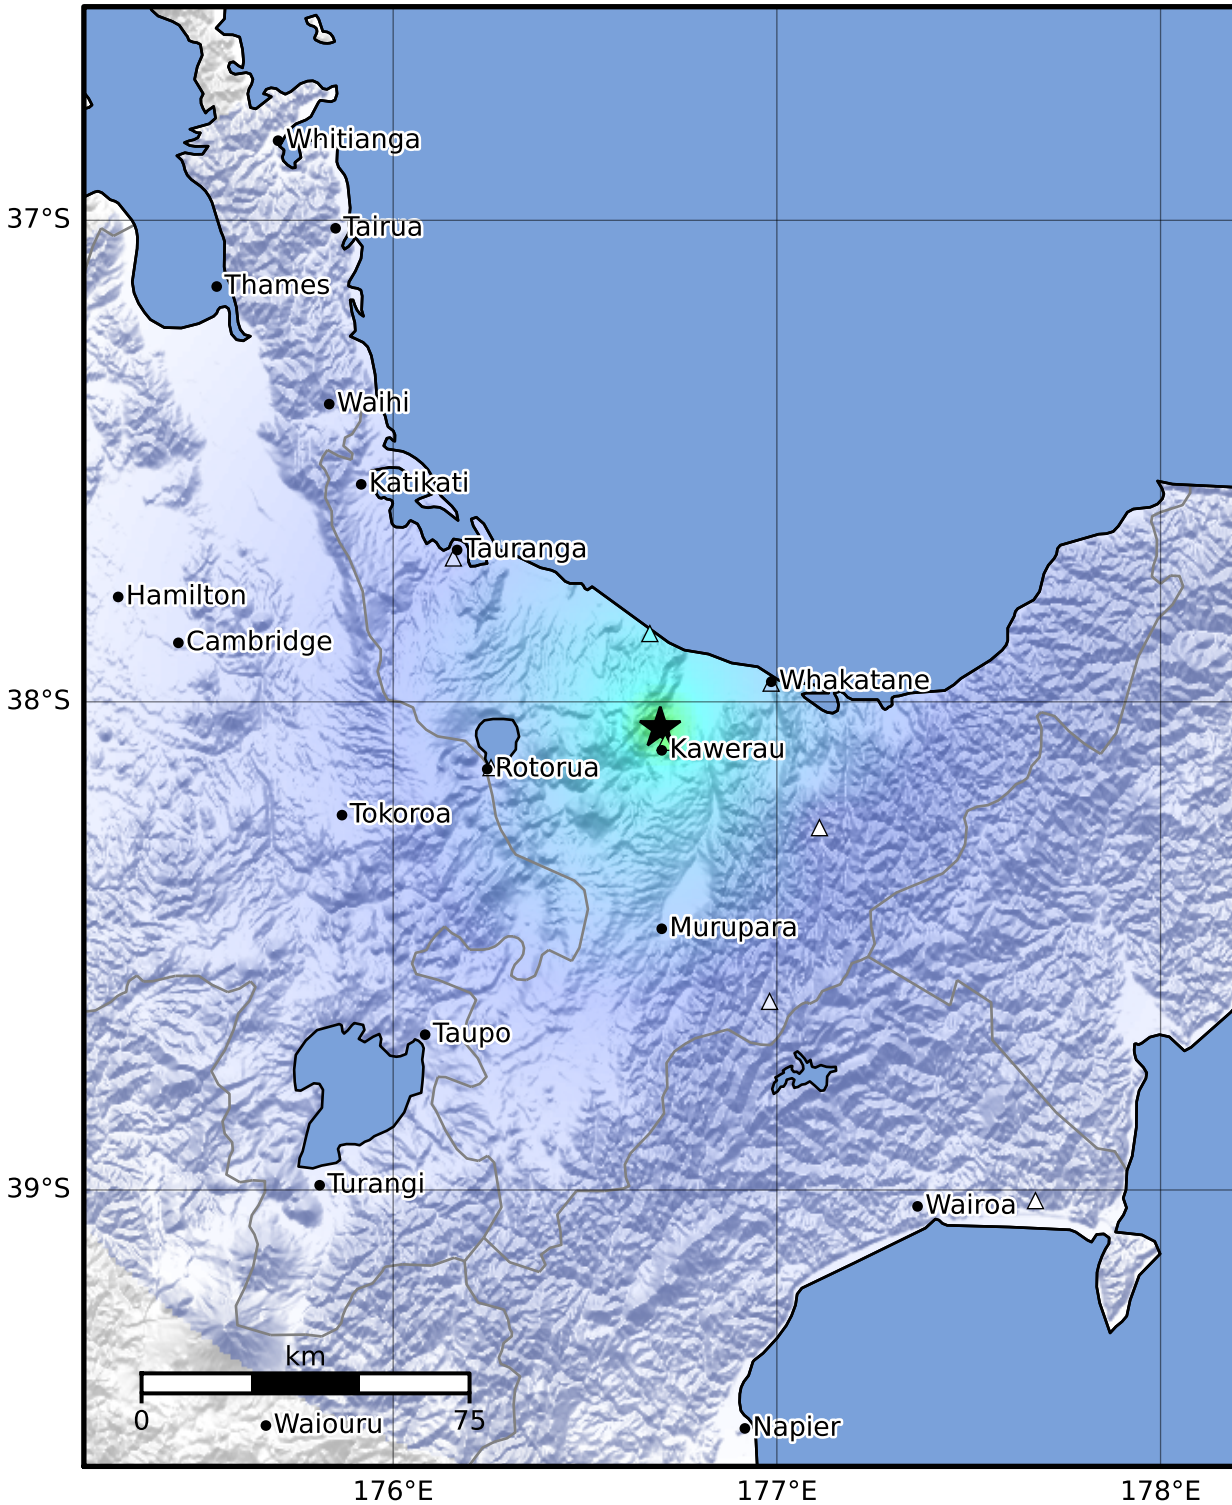 Whitianga
37°S
Tairua
Thames
Waihi
Katikati
Tauranga
Hamilton
Cambridge
Whakatane
38°S
Kawerau
Rotorua
Tokoroa
Murupara
Taupo
Turangi
39°S
Wairoa
km
0
75
Waiouru
Napier
176°E
177°E
178°E